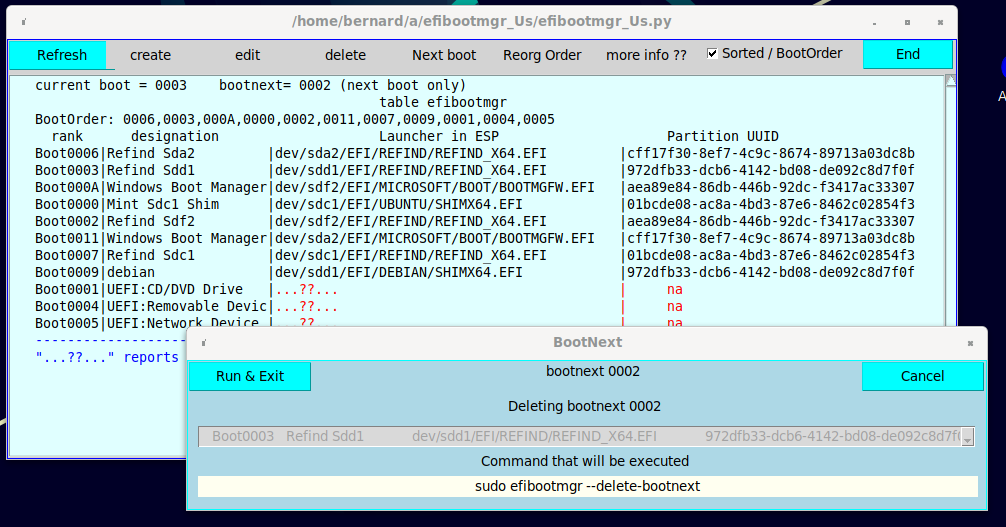 /home/bernard/a/efibootmgr_Us/efibootmgr_Us.py
Refresh create edit delete Next boot Reorg Order more info ?? Sorted / BootOrder End
current boot = 0003 bootnext= 0002 (next boot only)
table efibootmgr
BootOrder: 0006,0003,000A,0000,0002,0011,0007,0009,0001,0004,0005
rank designation Launcher in ESP Partition UUID
Boot0006|Refind Sda2 |dev/sda2/EFI/REFIND/REFIND_X64.EFI |cff17f30-8ef7-4c9c-8674-89713a03dc8b
Boot0003|Refind Sdd1 |dev/sdd1/EFI/REFIND/REFIND_X64.EFI |972dfb33-dcb6-4142-bd08-de092c8d7f0f
Boot000A|Windows Boot Manager|dev/sdf2/EFI/MICROSOFT/BOOT/BOOTMGFW.EFI |aea89e84-86db-446b-92dc-f3417ac33307
Boot0000|Mint Sdc1 Shim |dev/sdc1/EFI/UBUNTU/SHIMX64.EFI |01bcde08-ac8a-4bd3-87e6-8462c02854f3
Boot0002|Refind Sdf2 |dev/sdf2/EFI/REFIND/REFIND_X64.EFI |aea89e84-86db-446b-92dc-f3417ac33307
Boot0011|Windows Boot Manager|dev/sda2/EFI/MICROSOFT/BOOT/BOOTMGFW.EFI |cff17f30-8ef7-4c9c-8674-89713a03dc8b
Boot0007|Refind Sdc1 |dev/sdc1/EFI/REFIND/REFIND_X64.EFI |01bcde08-ac8a-4bd3-87e6-8462c02854f3
Boot0009|debian |dev/sdd1/EFI/DEBIAN/SHIMX64.EFI |972dfb33-dcb6-4142-bd08-de092c8d7f0f
Boot0001|UEFI:CD/DVD Drive |...??... | na
Boot0004|UEFI:Removable Devic|...??... | na
Boot0005|UEFI:Network Device |...??... | na
"...??..." reports
BootNext
Run & Exit bootnext 0002 Cancel
Deleting bootnext 0002
Boot0003 Refind Sdd1 dev/sdd1/EFI/REFIND/REFIND_X64.EFI 972dfb33-dcb6-4142-bd08-de092c8d7f
Command that will be executed
sudo efibootmgr --delete-bootnext